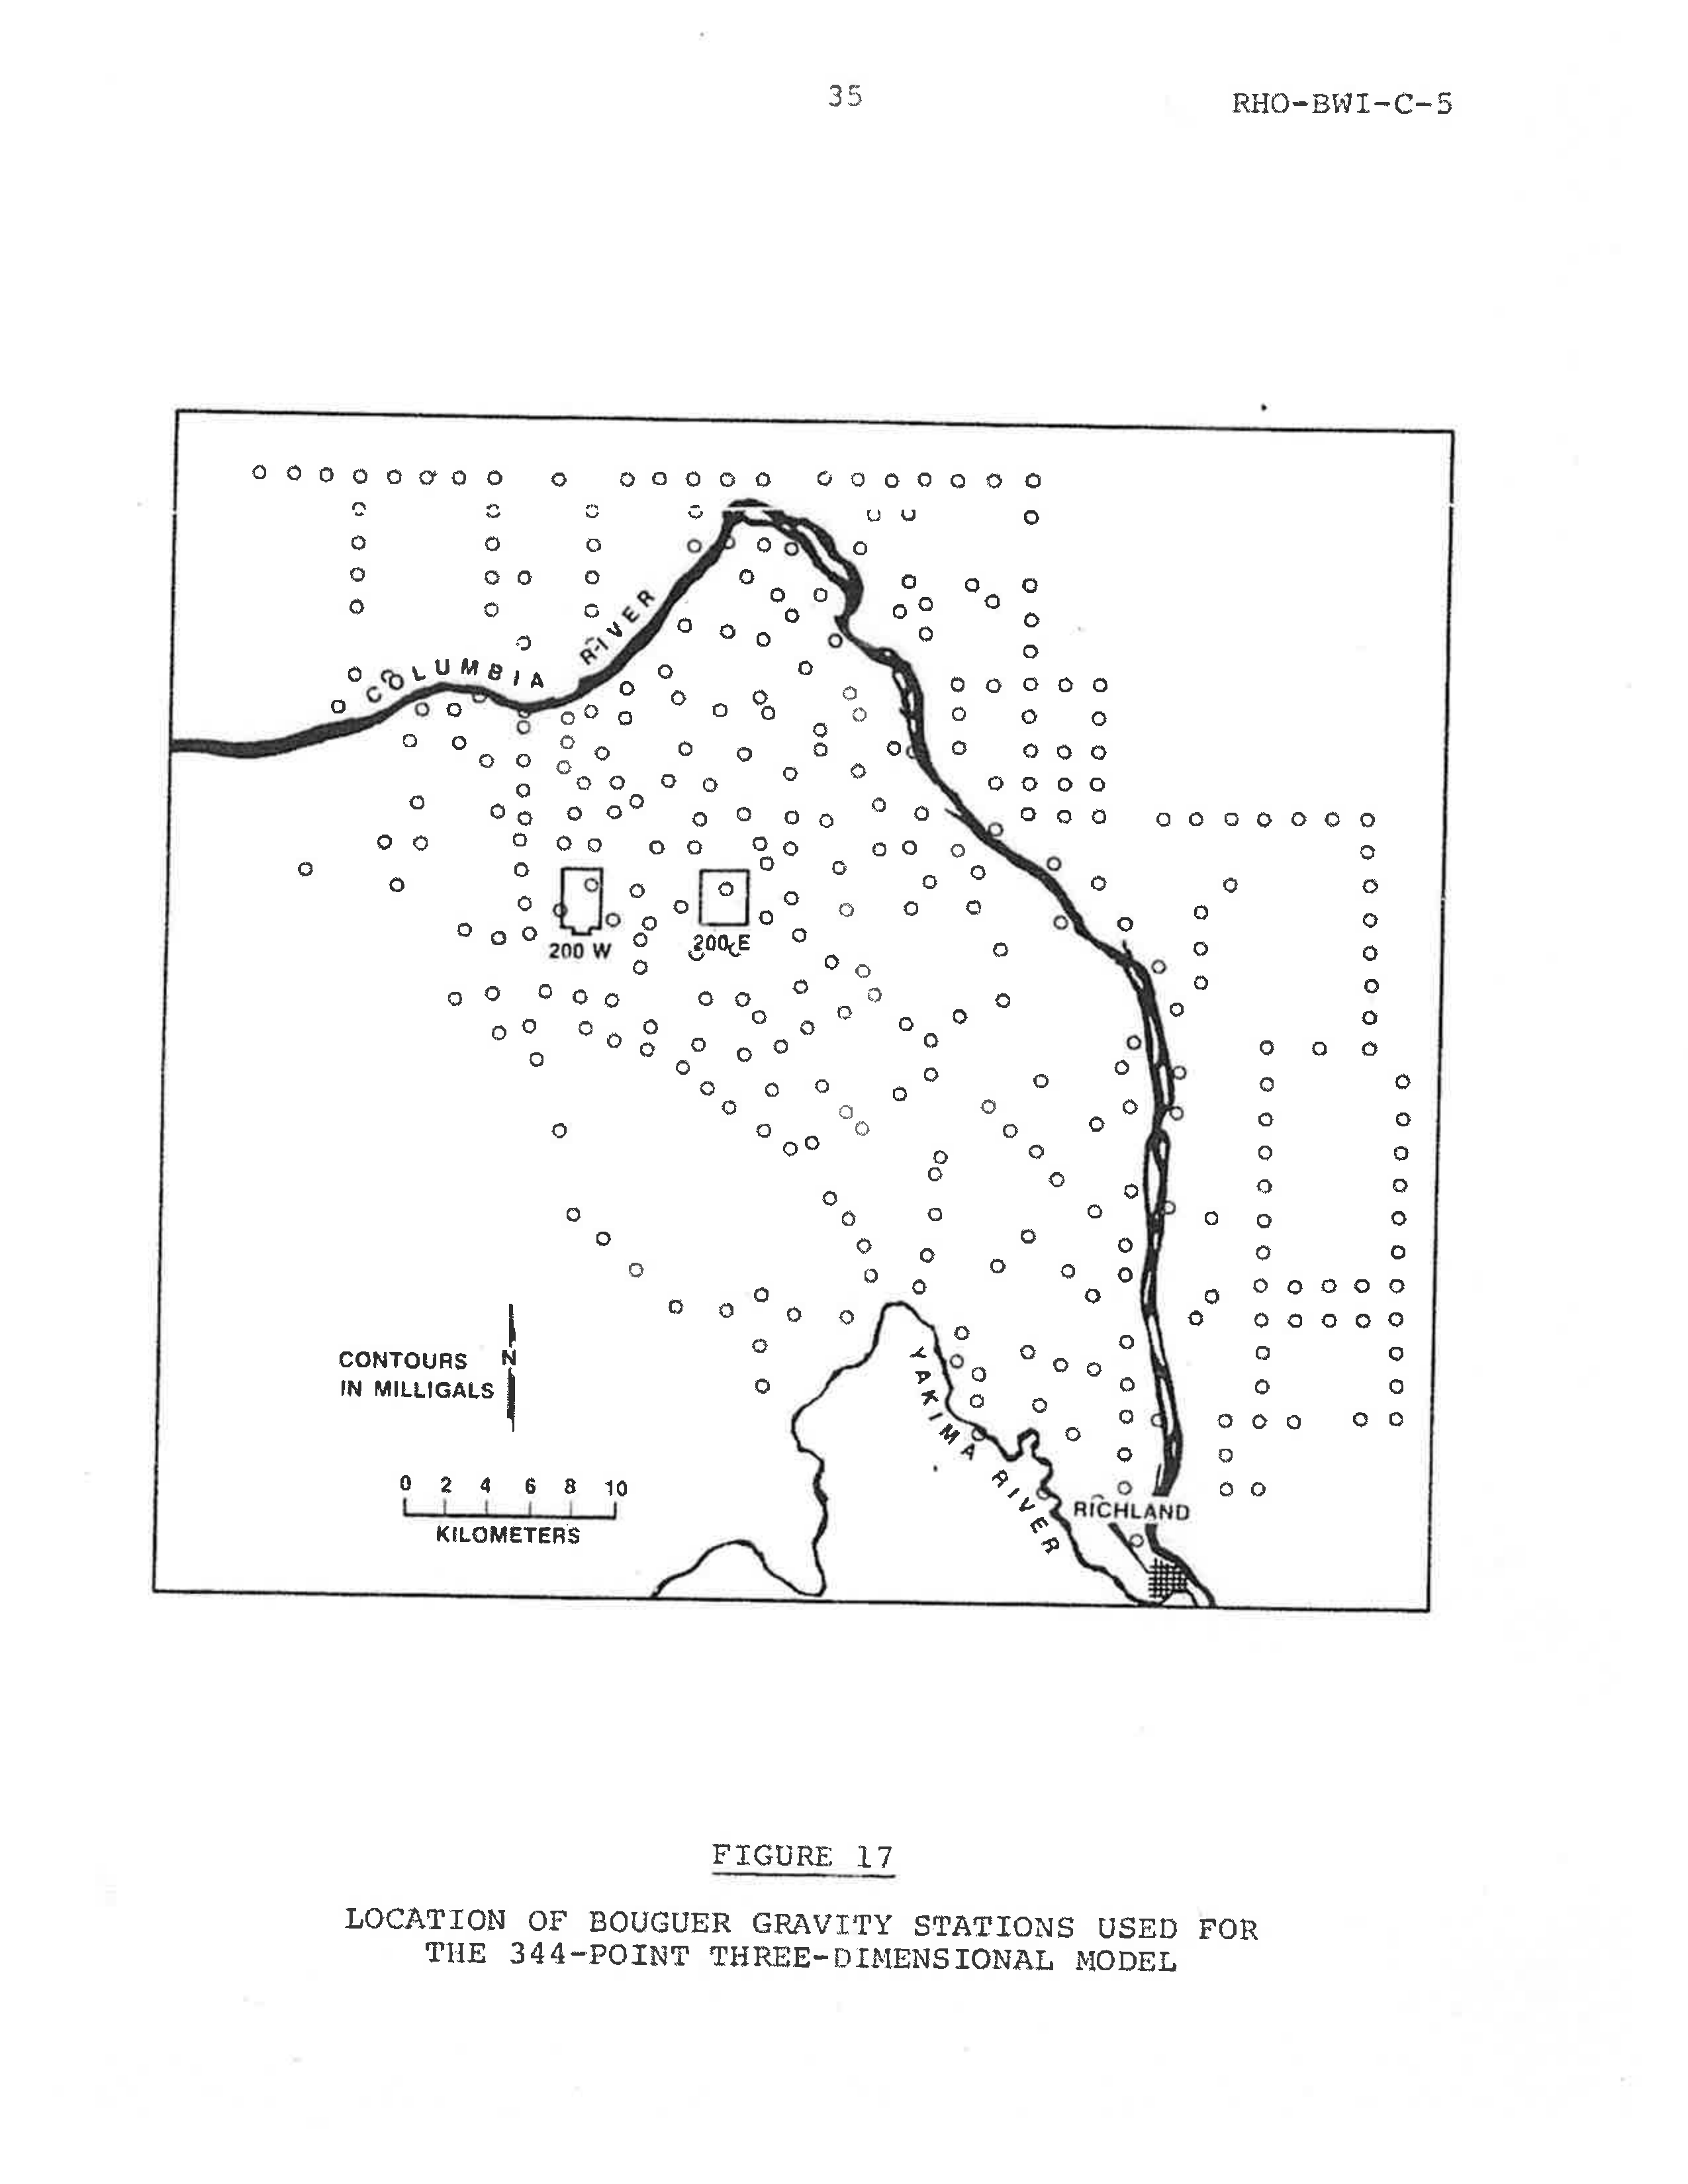 35
RHO-BWI-C-5
COLUMBIA RIVER
200 W
200 E
CONTOURS
IN MILLIGALS
N
YAKIMA RIVER
0 2 4 6 8 10
KILOMETERS
RICHLAND
FIGURE 17
LOCATION OF BOUGUER GRAVITY STATIONS USED FOR
THE 344-POINT THREE-DIMENSIONAL MODEL